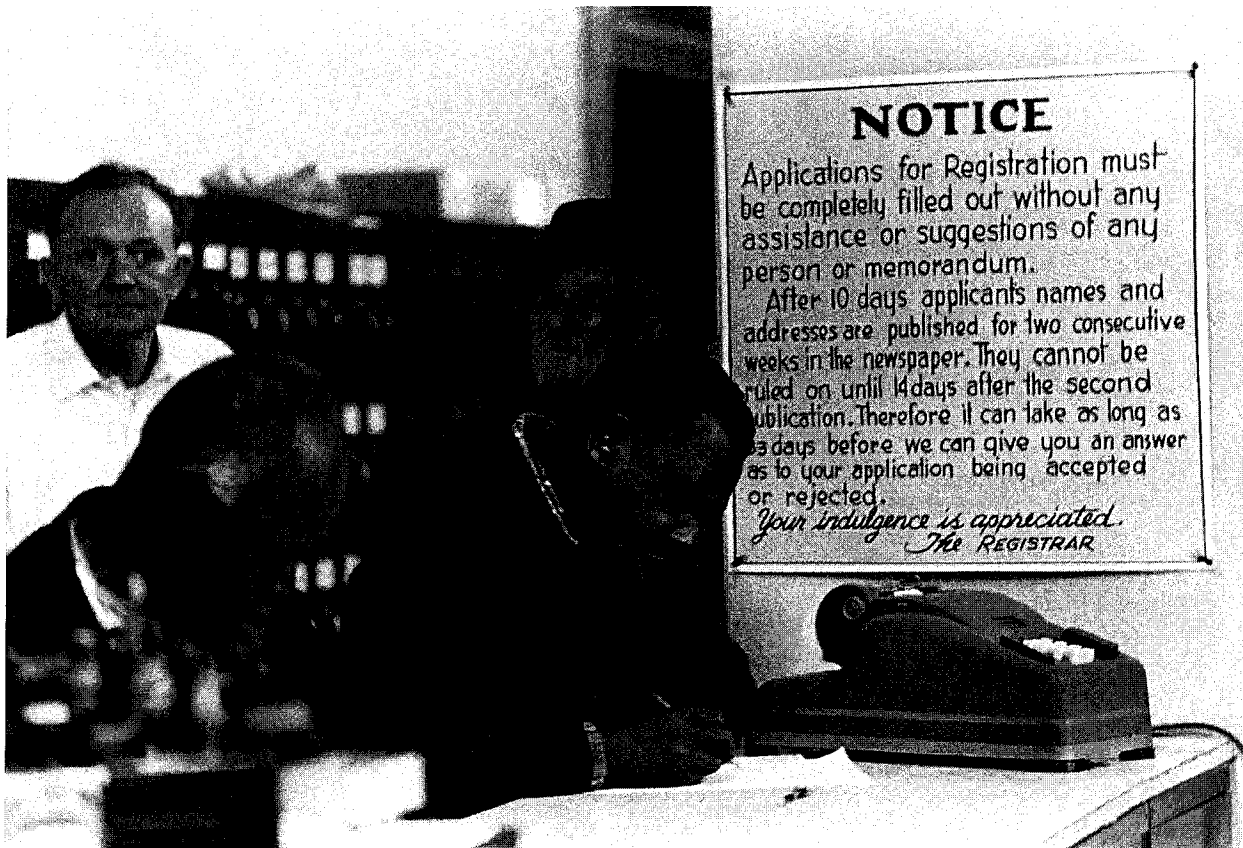 NOTICE
Applications for Registration must
be completely filled out without any
assistance or suggestions of any
person or memorandum.
After 10 days applicants names and
addresses are published for two consecutive
weeks in the newspaper. They cannot be
ruled on until 14 days after the second
publication. Therefore it can take as long as
days before we can give you an answer
as to your application being accepted
or rejected.
Your indulgence is appreciated.
The REGISTRAR